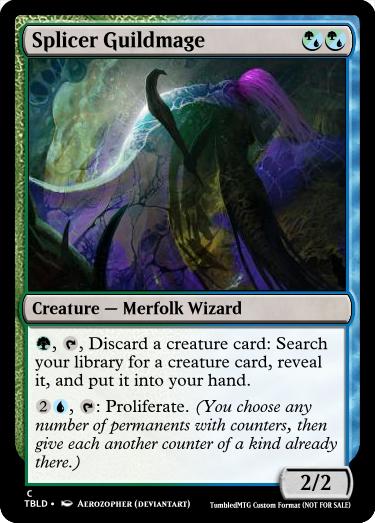 Splicer Guildmage
Creature — Merfolk Wizard
, , Discard a creature card: Search
your library for a creature card, reveal
it, and put it into your hand.
2, : Proliferate. (You choose any
number of permanents with counters, then
give each another counter of a kind already
there.)
2/2
C
TBLD • Aerozopher (deviantart)
TumbledMTG Custom Format (NOT FOR SALE)